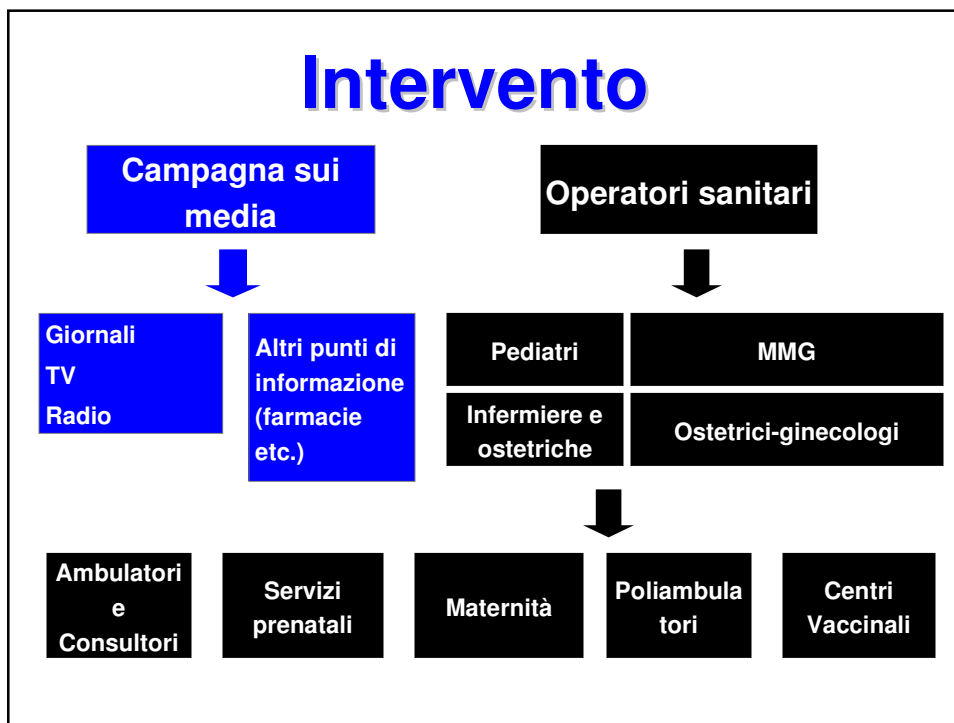 Intervento
Campagna sui
media
Operatori sanitari
Giornali
TV
Radio
Altri punti di
informazione
(farmacie
etc.)
Pediatri
MMG
Infermiere e
ostetriche
Ostetrici-ginecologi
Ambulatori
e
Consultori
Servizi
prenatali
Maternità
Poliambula
tori
Centri
Vaccinali